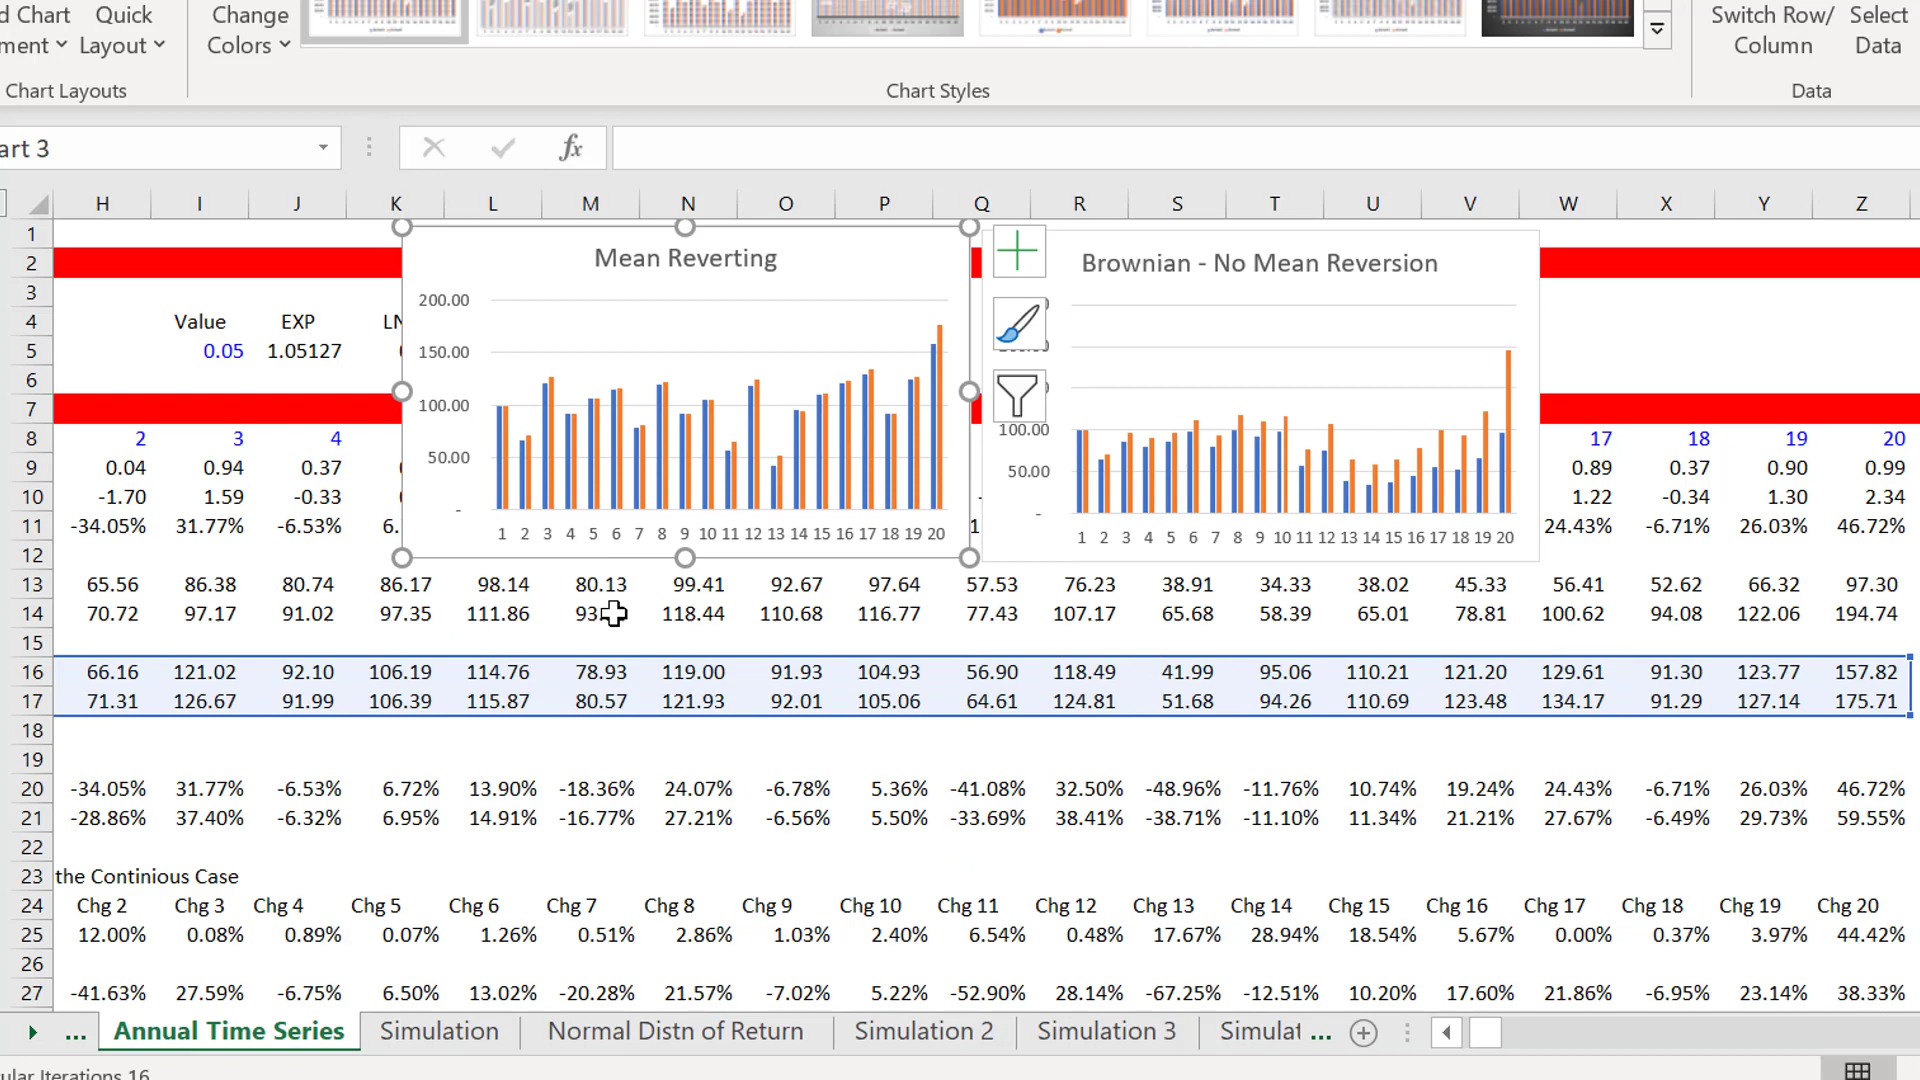 d Chart Quick Change Switch Row/ Select
ment Layout Colors Column Data
Chart Layouts Chart Styles Data
art 3 fx
H I J K L M N O P Q R S T U V W X Y Z
1
2
3
4 Value EXP
5 0.05 1.05127
6
7
8 2 3 4 17 18 19 20
9 0.04 0.94 0.37 0.89 0.37 0.90 0.99
10 -1.70 1.59 -0.33 1.22 -0.34 1.30 2.34
11 -34.05% 31.77% -6.53% 6. 24.43% -6.71% 26.03% 46.72%
12
Mean Reverting
200.00
150.00
100.00
50.00
-
1 2 3 4 5 6 7 8 9 10 11 12 13 14 15 16 17 18 19 20
Brownian - No Mean Reversion
100.00
50.00
-
1 2 3 4 5 6 7 8 9 10 11 12 13 14 15 16 17 18 19 20
13 65.56 86.38 80.74 86.17 98.14 80.13 99.41 92.67 97.64 57.53 76.23 38.91 34.33 38.02 45.33 56.41 52.62 66.32 97.30
14 70.72 97.17 91.02 97.35 111.86 93. 118.44 110.68 116.77 77.43 107.17 65.68 58.39 65.01 78.81 100.62 94.08 122.06 194.74
15
16 66.16 121.02 92.10 106.19 114.76 78.93 119.00 91.93 104.93 56.90 118.49 41.99 95.06 110.21 121.20 129.61 91.30 123.77 157.82
17 71.31 126.67 91.99 106.39 115.87 80.57 121.93 92.01 105.06 64.61 124.81 51.68 94.26 110.69 123.48 134.17 91.29 127.14 175.71
18
19
20 -34.05% 31.77% -6.53% 6.72% 13.90% -18.36% 24.07% -6.78% 5.36% -41.08% 32.50% -48.96% -11.76% 10.74% 19.24% 24.43% -6.71% 26.03% 46.72%
21 -28.86% 37.40% -6.32% 6.95% 14.91% -16.77% 27.21% -6.56% 5.50% -33.69% 38.41% -38.71% -11.10% 11.34% 21.21% 27.67% -6.49% 29.73% 59.55%
22
23 the Continious Case
24 Chg 2 Chg 3 Chg 4 Chg 5 Chg 6 Chg 7 Chg 8 Chg 9 Chg 10 Chg 11 Chg 12 Chg 13 Chg 14 Chg 15 Chg 16 Chg 17 Chg 18 Chg 19 Chg 20
25 12.00% 0.08% 0.89% 0.07% 1.26% 0.51% 2.86% 1.03% 2.40% 6.54% 0.48% 17.67% 28.94% 18.54% 5.67% 0.00% 0.37% 3.97% 44.42%
26
27 -41.63% 27.59% -6.75% 6.50% 13.02% -20.28% 21.57% -7.02% 5.22% -52.90% 28.14% -67.25% -12.51% 10.20% 17.60% 21.86% -6.95% 23.14% 38.33%
... Annual Time Series Simulation Normal Distn of Return Simulation 2 Simulation 3 Simulat ...
ular Iterations 16